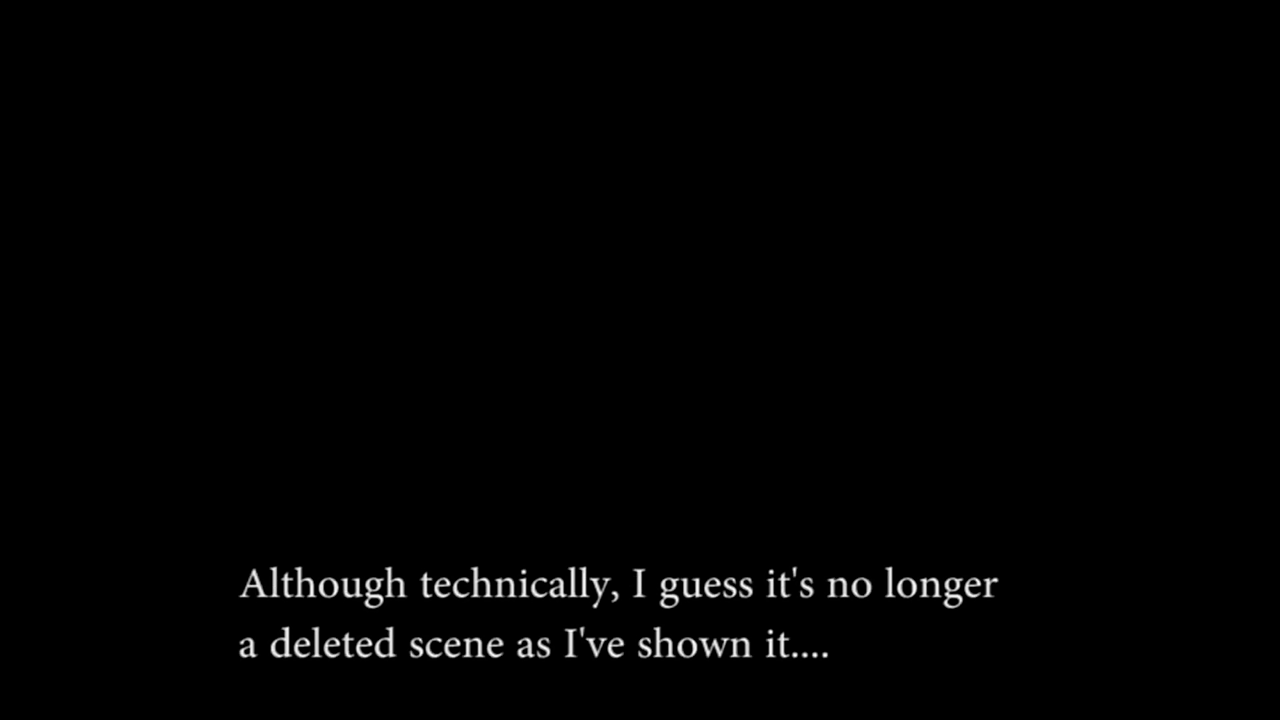 Although technically, I guess it's no longer
a deleted scene as I've shown it....